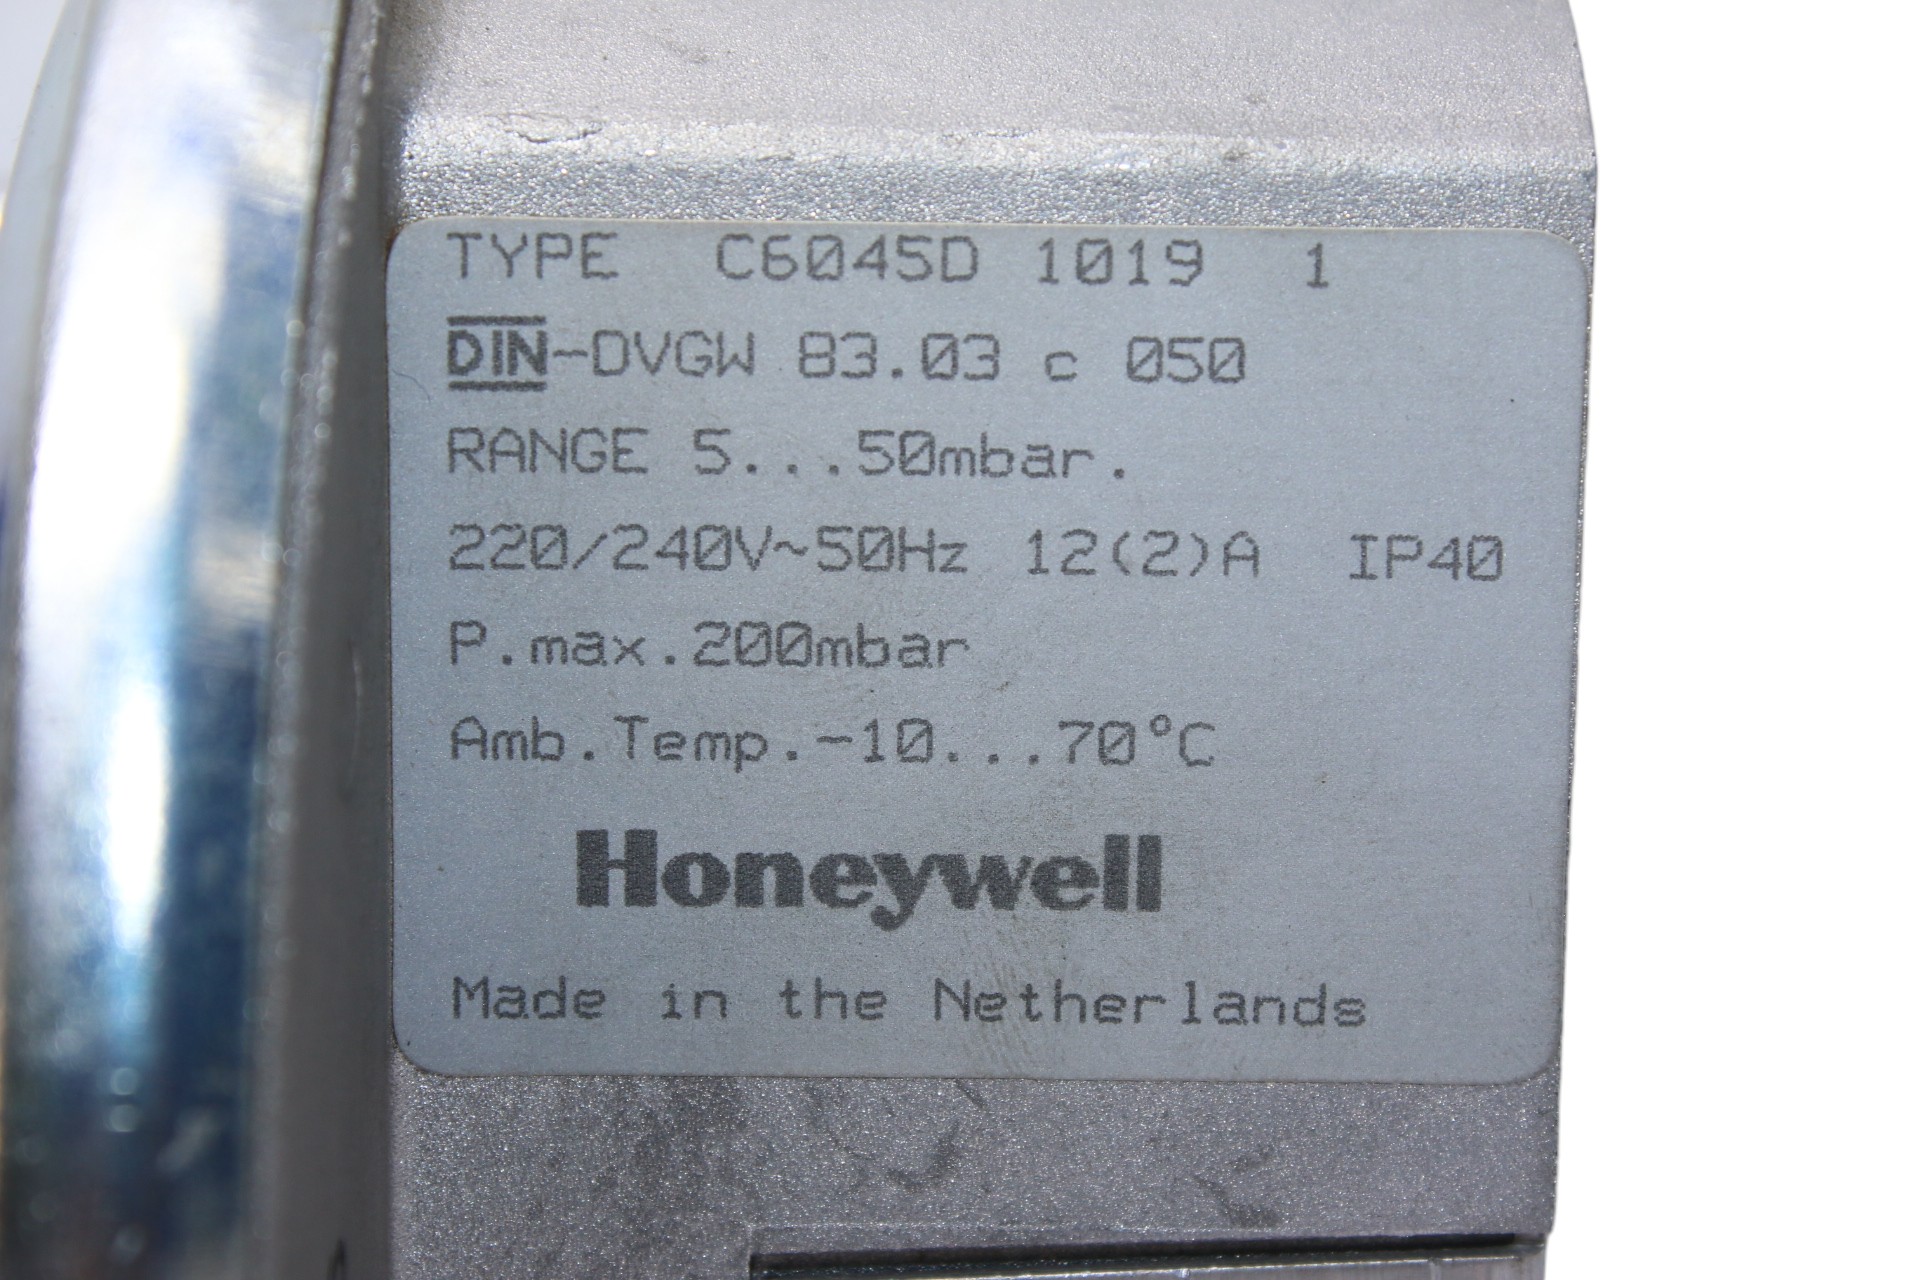 TYPE C6045D 1019 1
DIN-DVGW 83.03 c 050
RANGE 5...50mbar.
220/240V~50Hz 12(2)A IP40
P.max.200mbar
Amb.Temp.-10...70°C
Honeywell
Made in the Netherlands